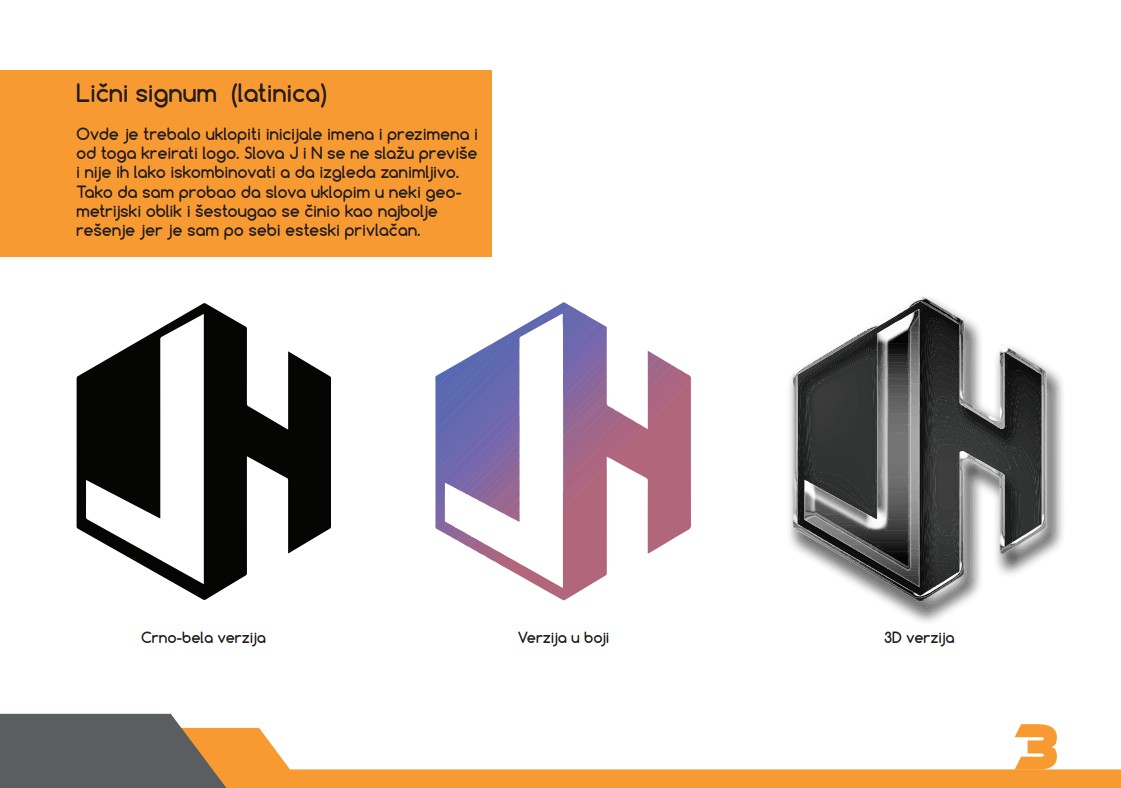 Lični signum (latinica)
Ovde je trebalo uklopiti inicijale imena i prezimena i
od toga kreirati logo. Slova J i N se ne slažu previše
i nije ih lako iskombinovati a da izgleda zanimljivo.
Tako da sam probao da slova uklopim u neki geo-
metrijski oblik i šestougao se činio kao najbolje
rešenje jer je sam po sebi esteski privlačan.
Crno-bela verzija
Verzija u boji
3D verzija
3